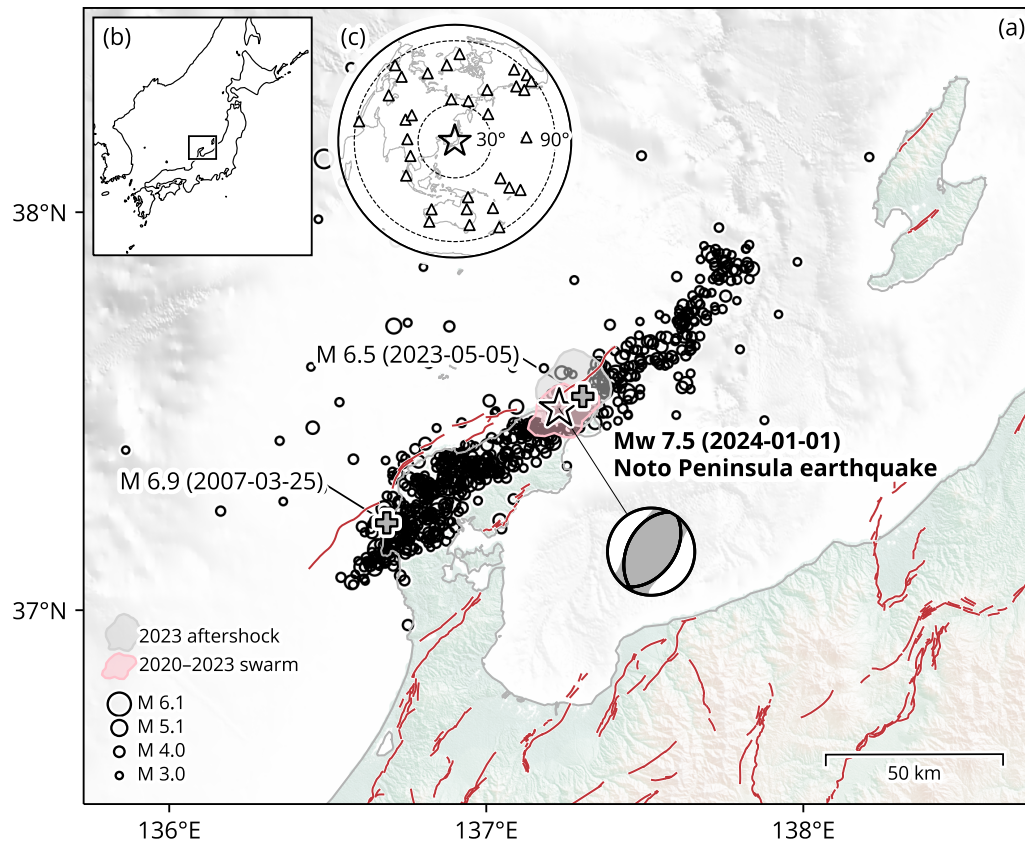 (b)
(c)
(a)
30°
90°
38°N
M 6.5 (2023-05-05)
Mw 7.5 (2024-01-01)
Noto Peninsula earthquake
M 6.9 (2007-03-25)
37°N
2023 aftershock
2020–2023 swarm
M 6.1
M 5.1
M 4.0
M 3.0
50 km
136°E
137°E
138°E